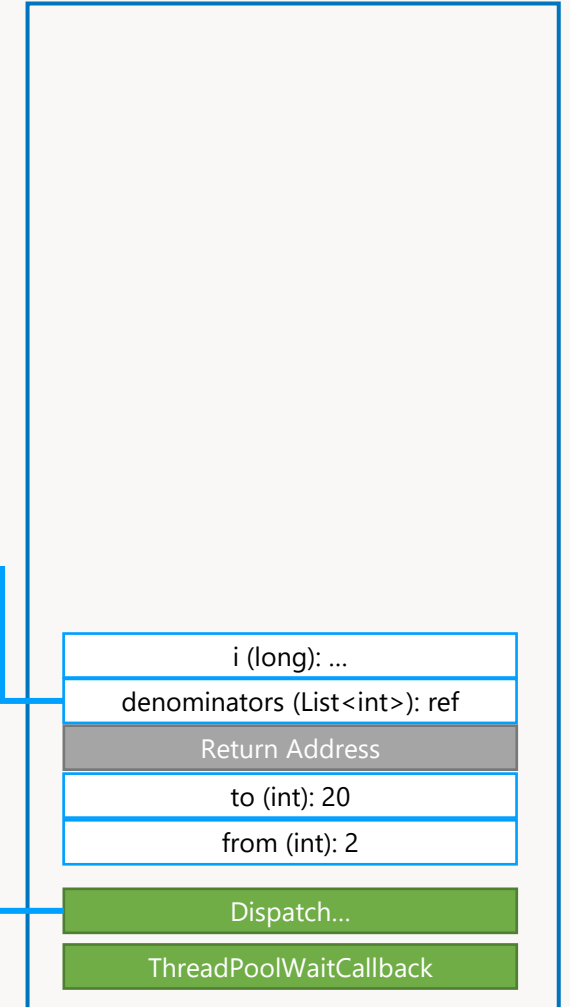 i (long): …
denominators (List<int>): ref
Return Address
to (int): 20
from (int): 2
Dispatch…
ThreadPoolWaitCallback